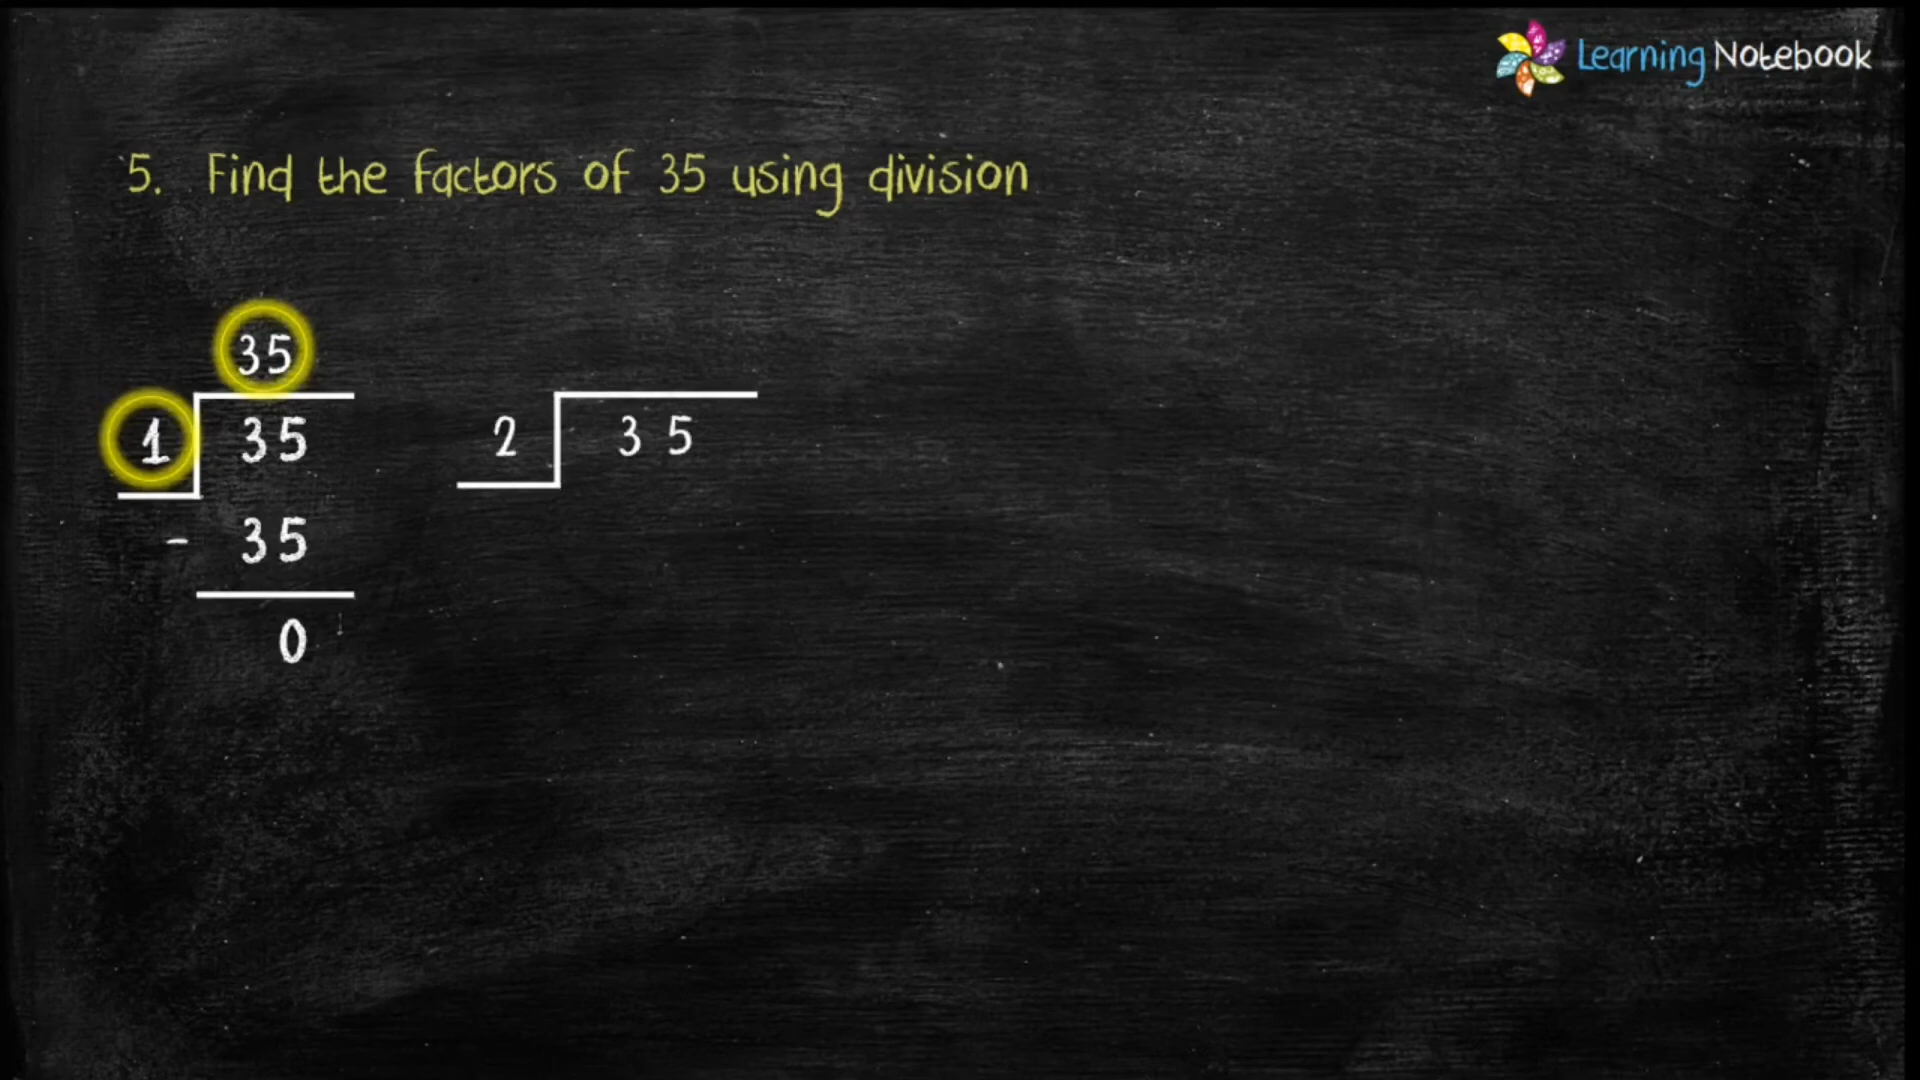 Learning Notebook
5. Find the factors of 35 using division
35
1 35
- 35
0
2 35